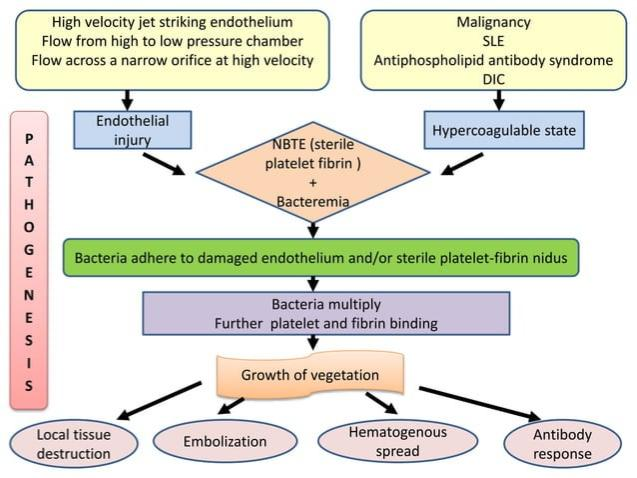 High velocity jet striking endothelium
Flow from high to low pressure chamber
Flow across a narrow orifice at high velocity
Malignancy
SLE
Antiphospholipid antibody syndrome
DIC
PATHOGENESIS
Endothelial
injury
Hypercoagulable state
NBTE (sterile
platelet fibrin )
+
Bacteremia
Bacteria adhere to damaged endothelium and/or sterile platelet-fibrin nidus
Bacteria multiply
Further platelet and fibrin binding
Growth of vegetation
Local tissue
destruction
Embolization
Hematogenous
spread
Antibody
response